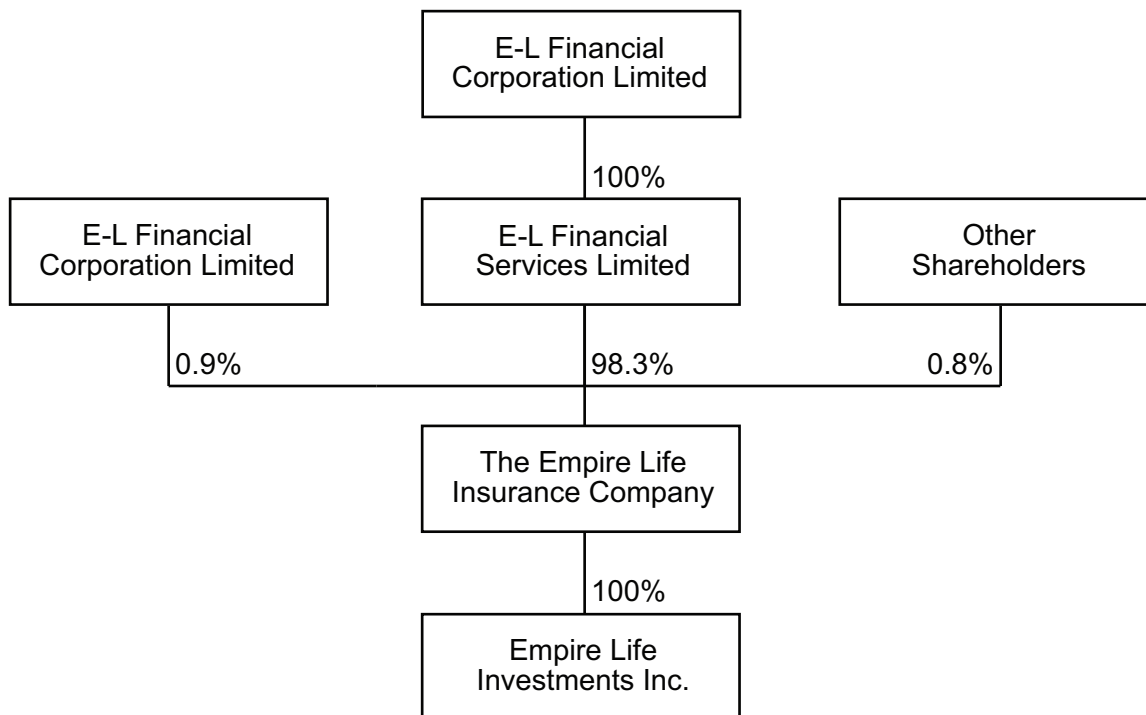 E-L Financial
Corporation Limited
100%
E-L Financial
Corporation Limited
E-L Financial
Services Limited
Other
Shareholders
0.9%
98.3%
0.8%
The Empire Life
Insurance Company
100%
Empire Life
Investments Inc.